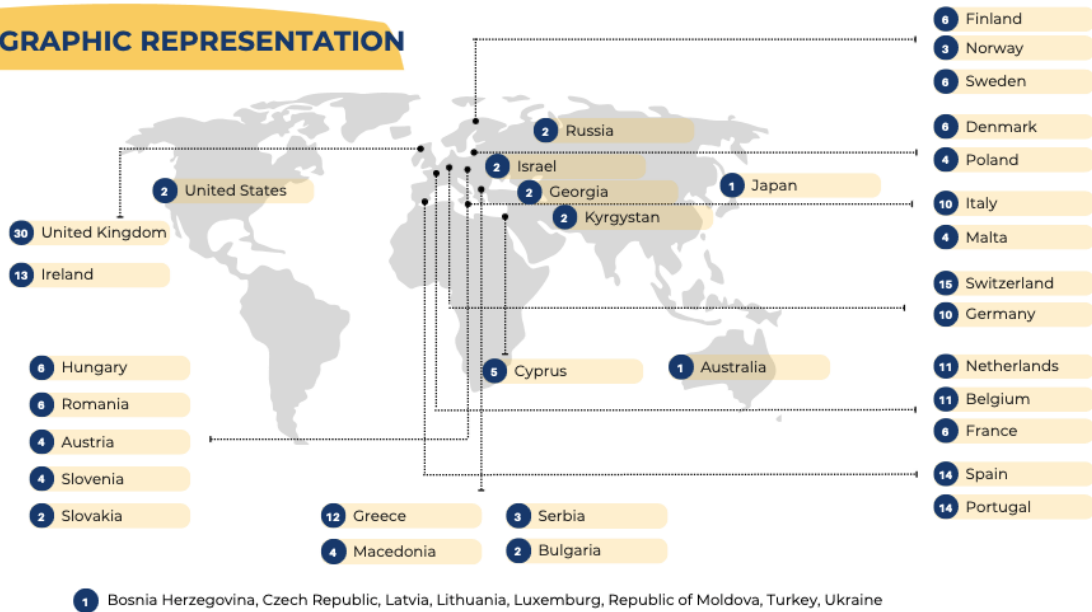 GRAPHIC REPRESENTATION
6 Finland
3 Norway
6 Sweden
6 Denmark
4 Poland
2 Russia
2 Israel
2 Georgia
2 Kyrgystan
1 Japan
2 United States
30 United Kingdom
13 Ireland
10 Italy
4 Malta
15 Switzerland
10 Germany
5 Cyprus
1 Australia
11 Netherlands
11 Belgium
6 France
14 Spain
14 Portugal
6 Hungary
6 Romania
4 Austria
4 Slovenia
2 Slovakia
12 Greece
4 Macedonia
3 Serbia
2 Bulgaria
1 Bosnia Herzegovina, Czech Republic, Latvia, Lithuania, Luxemburg, Republic of Moldova, Turkey, Ukraine